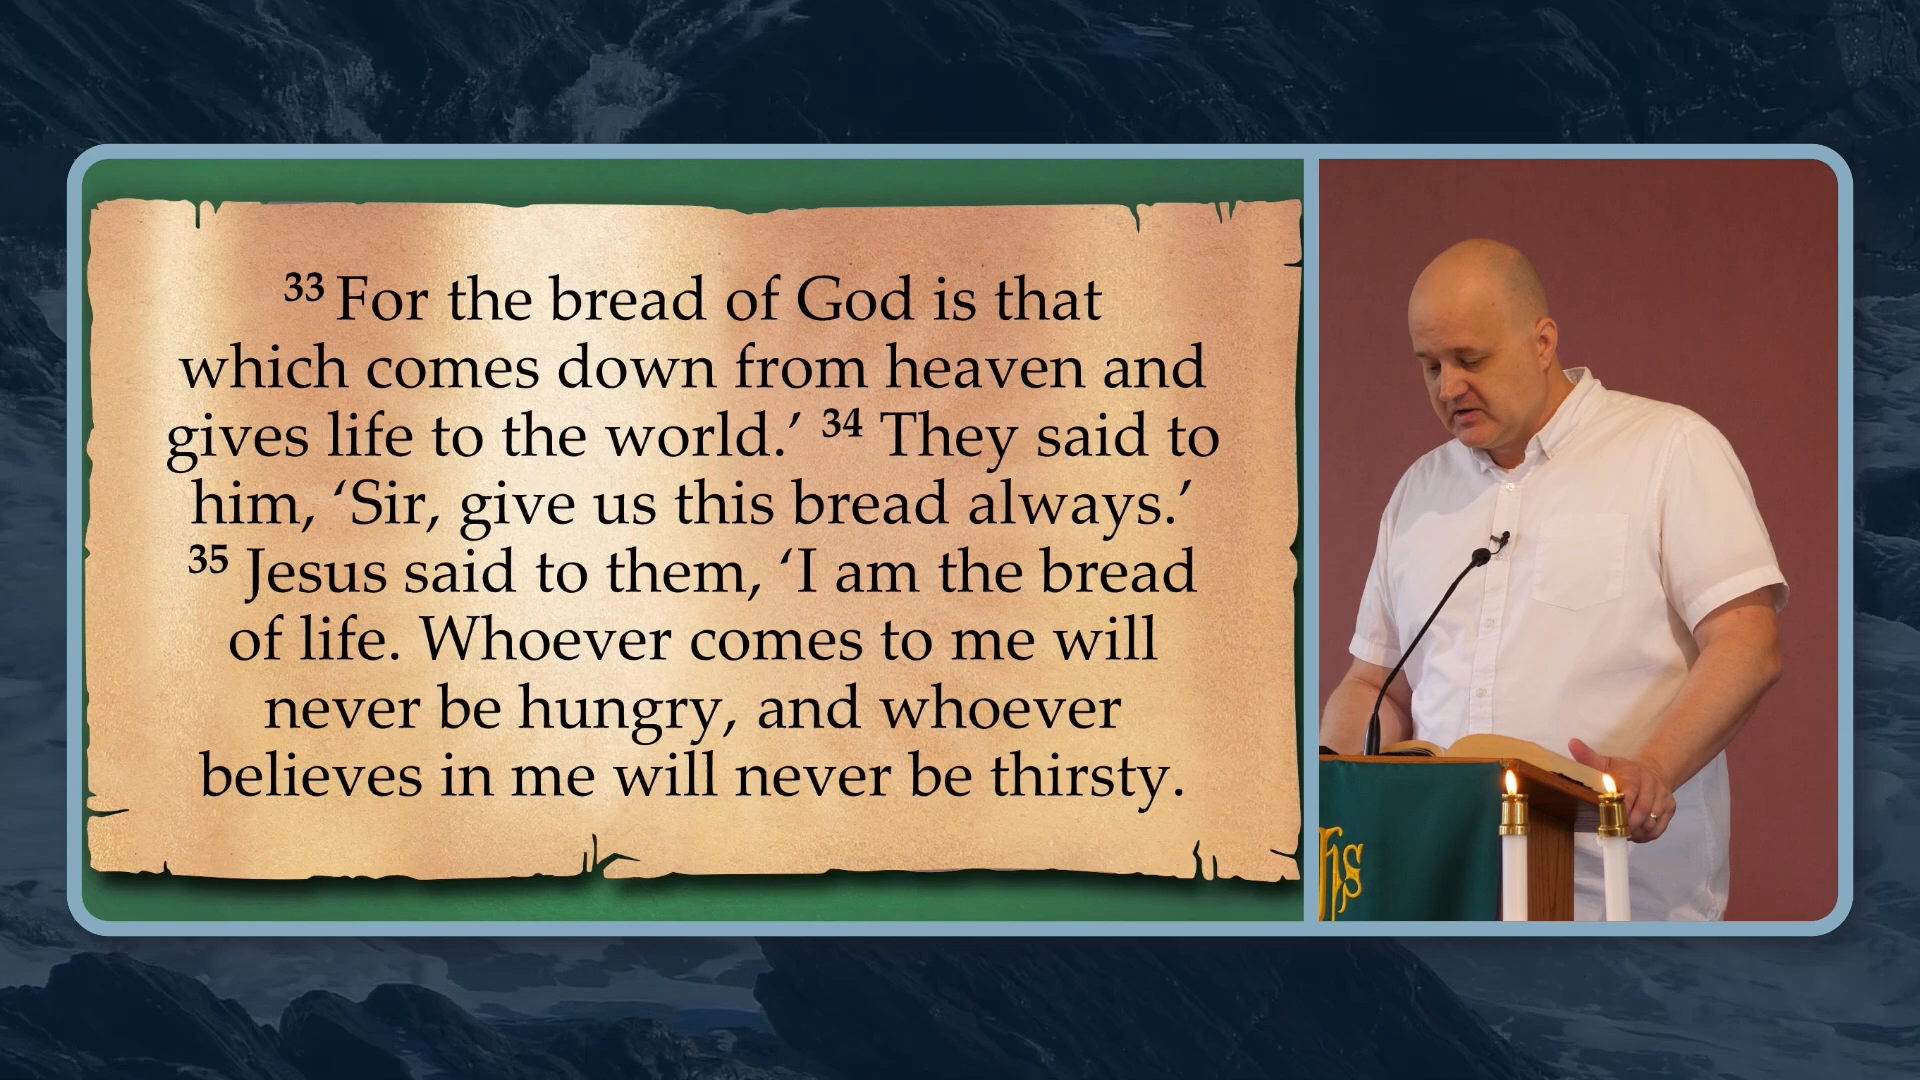 33 For the bread of God is that
which comes down from heaven and
gives life to the world.’ 34 They said to
him, ‘Sir, give us this bread always.’
35 Jesus said to them, ‘I am the bread
of life. Whoever comes to me will
never be hungry, and whoever
believes in me will never be thirsty.
ihs